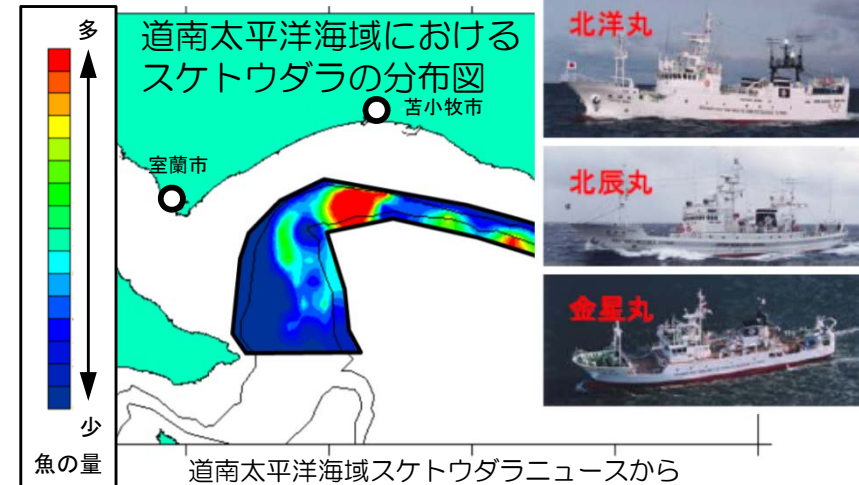 多
少
魚の量
道南太平洋海域における
スケトウダラの分布図
苫小牧市
室蘭市
道南太平洋海域スケトウダラニュースから
北洋丸
北辰丸
金星丸